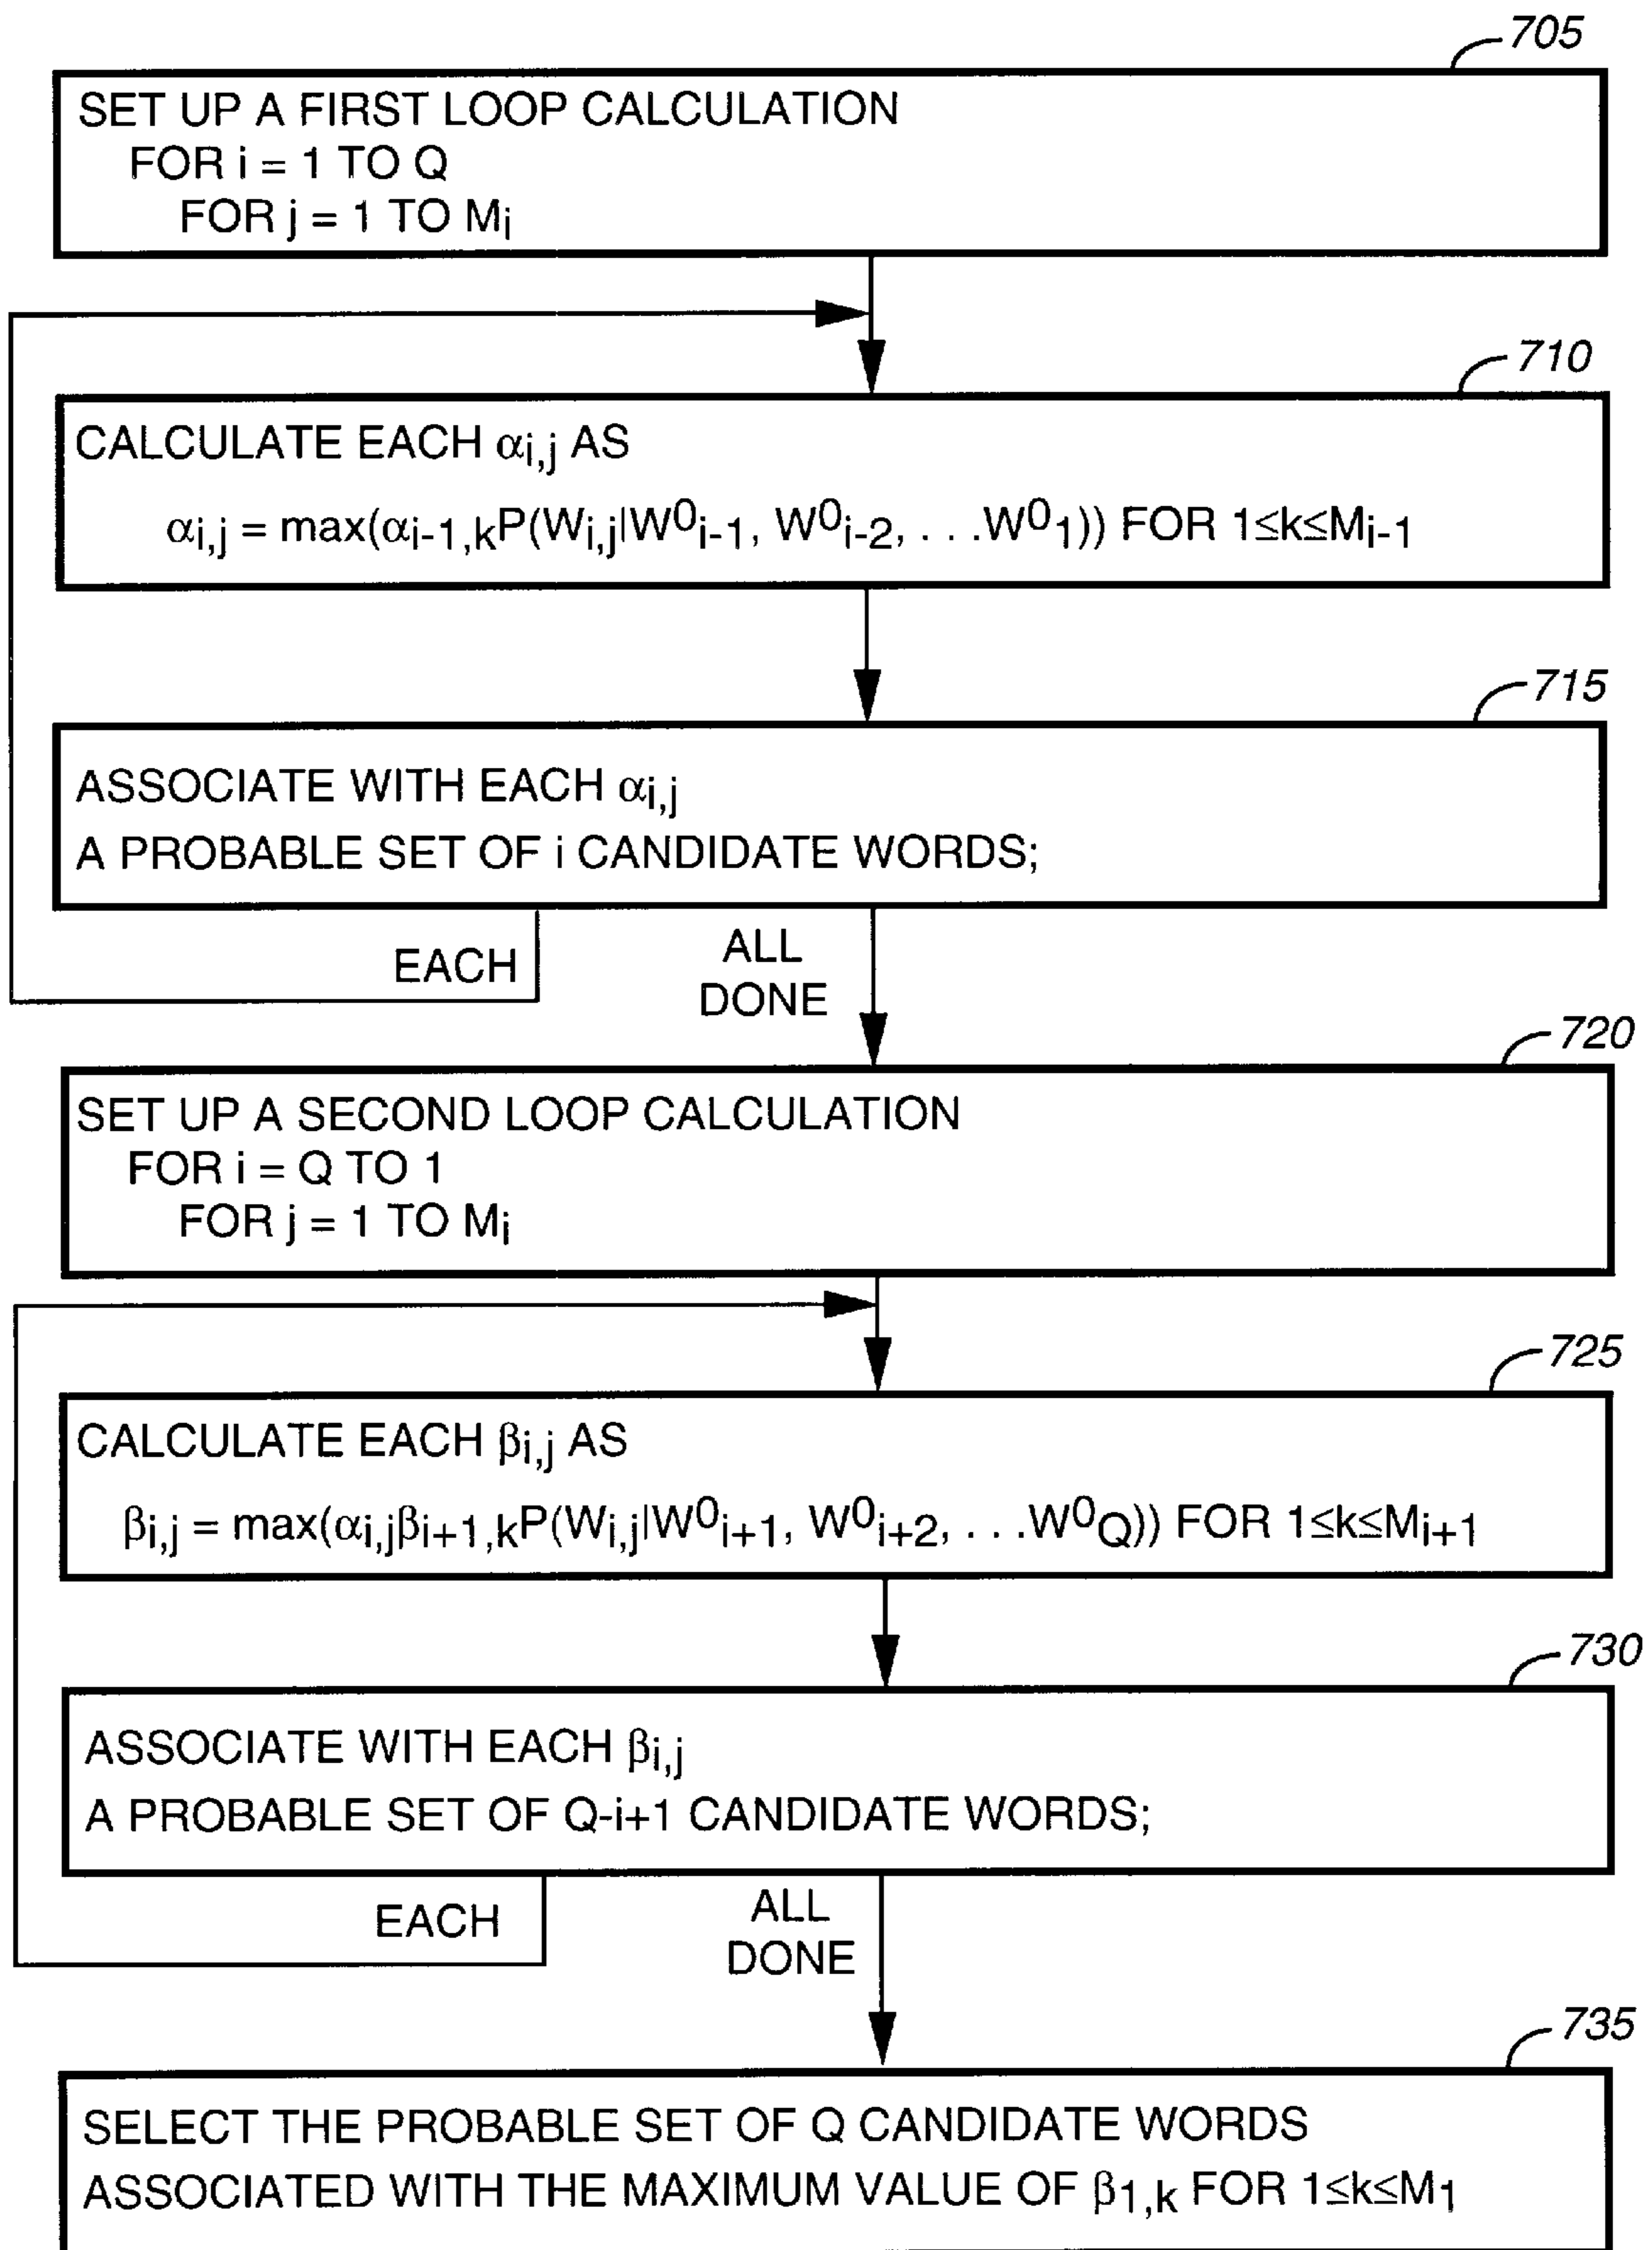 705
SET UP A FIRST LOOP CALCULATION
FOR i = 1 TO Q
FOR j = 1 TO Mi
710
CALCULATE EACH αi,j AS
αi,j = max(αi-1,kP(Wi,j|W0i-1, W0i-2, . . .W01)) FOR 1≤k≤Mi-1
715
ASSOCIATE WITH EACH αi,j
A PROBABLE SET OF i CANDIDATE WORDS;
EACH
ALL
DONE
720
SET UP A SECOND LOOP CALCULATION
FOR i = Q TO 1
FOR j = 1 TO Mi
725
CALCULATE EACH βi,j AS
βi,j = max(αi,jβi+1,kP(Wi,j|W0i+1, W0i+2, . . .W0Q)) FOR 1≤k≤Mi+1
730
ASSOCIATE WITH EACH βi,j
A PROBABLE SET OF Q-i+1 CANDIDATE WORDS;
EACH
ALL
DONE
735
SELECT THE PROBABLE SET OF Q CANDIDATE WORDS
ASSOCIATED WITH THE MAXIMUM VALUE OF β1,k FOR 1≤k≤M1